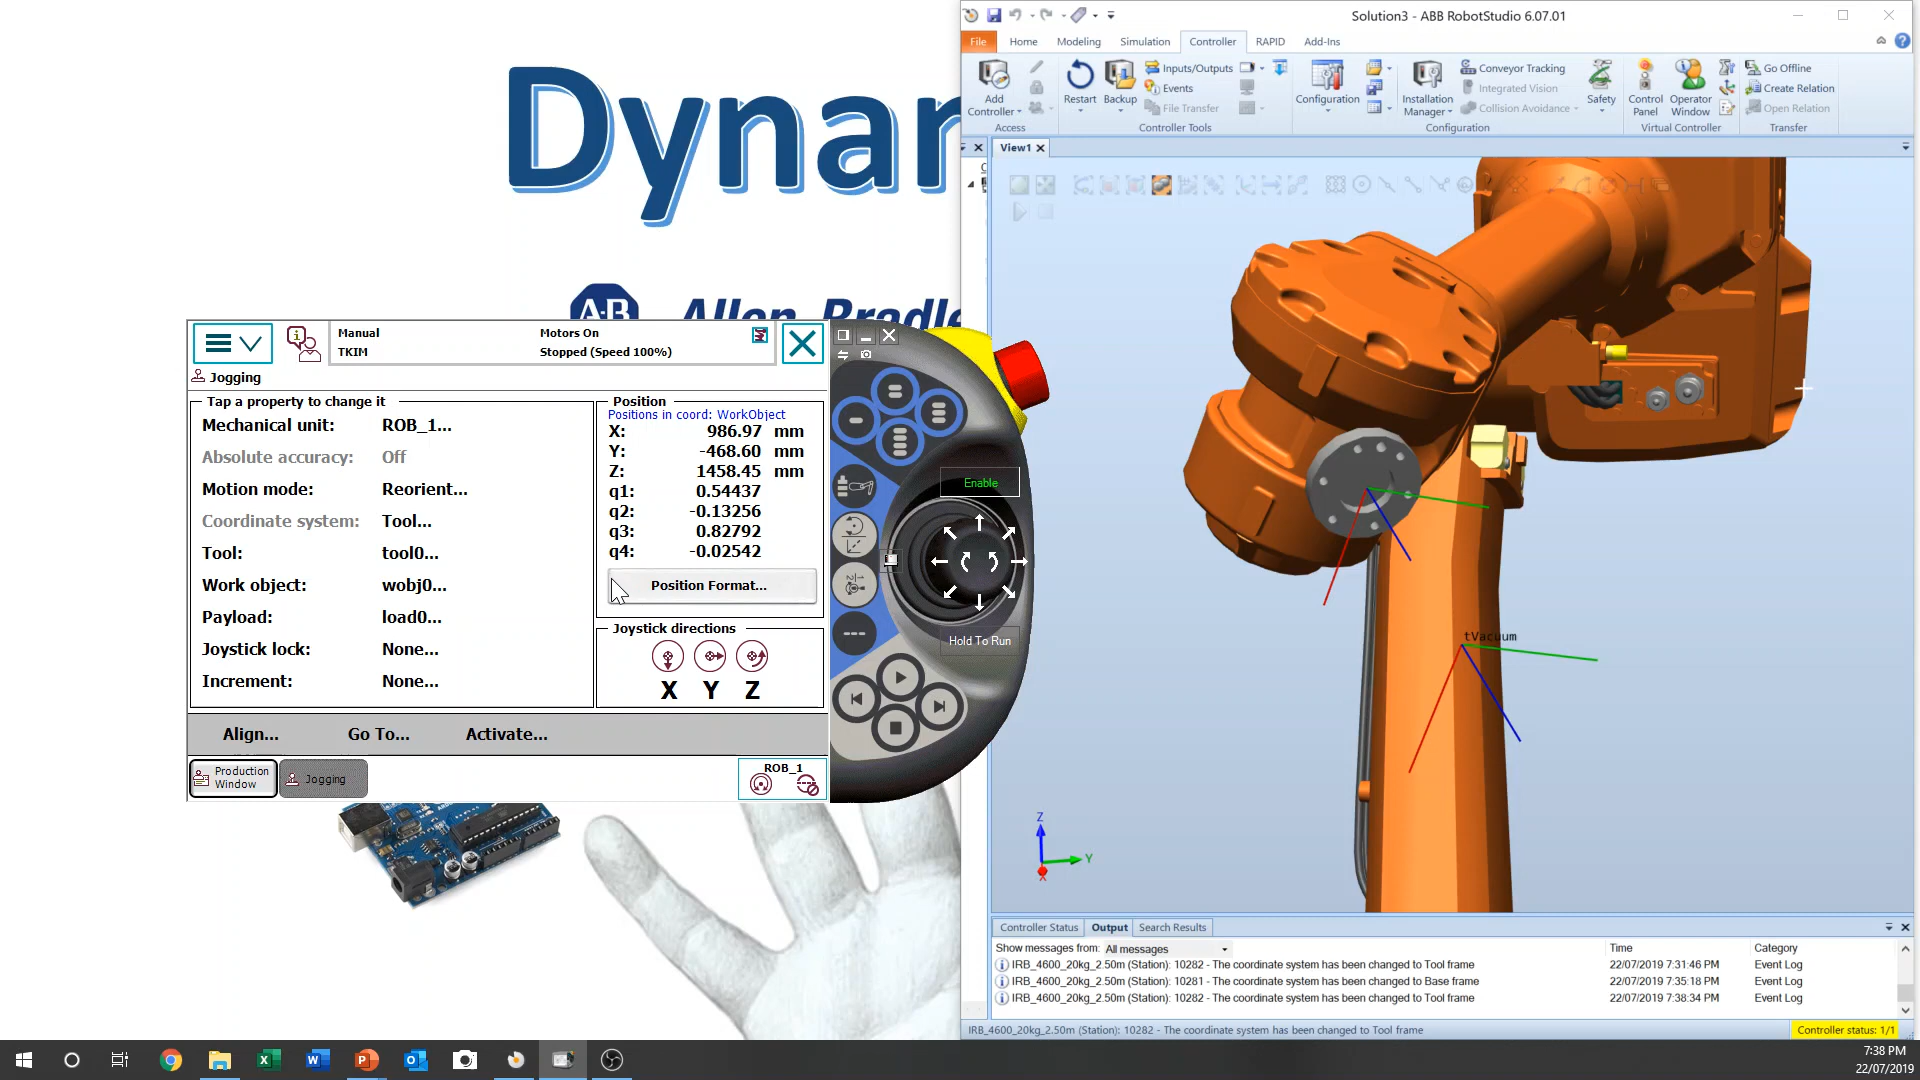 Dynam
AB Allen-Bradle
Solution3 - ABB RobotStudio 6.07.01
File Home Modeling Simulation Controller RAPID Add-Ins
Add Controller
Access
Restart
Backup
Inputs/Outputs
Events
File Transfer
Controller Tools
Configuration
Installation Manager
Conveyor Tracking
Integrated Vision
Collision Avoidance
Safety
Configuration
Control Panel
Operator Window
Virtual Controller
Go Offline
Create Relation
Open Relation
Transfer
View1
tVacuum
Z
Y
X
Manual
TKIM
Motors On
Stopped (Speed 100%)
Jogging
Tap a property to change it
Mechanical unit: ROB_1...
Absolute accuracy: Off
Motion mode: Reorient...
Coordinate system: Tool...
Tool: tool0...
Work object: wobj0...
Payload: load0...
Joystick lock: None...
Increment: None...
Position
Positions in coord: WorkObject
X: 986.97 mm
Y: -468.60 mm
Z: 1458.45 mm
q1: 0.54437
q2: -0.13256
q3: 0.82792
q4: -0.02542
Position Format...
Joystick directions
X Y Z
Align... Go To... Activate...
Production Window
Jogging
ROB_1
Enable
Hold To Run
Controller Status Output Search Results
Show messages from: All messages Time Category
IRB_4600_20kg_2.50m (Station): 10282 - The coordinate system has been changed to Tool frame 22/07/2019 7:31:46 PM Event Log
IRB_4600_20kg_2.50m (Station): 10281 - The coordinate system has been changed to Base frame 22/07/2019 7:35:18 PM Event Log
IRB_4600_20kg_2.50m (Station): 10282 - The coordinate system has been changed to Tool frame 22/07/2019 7:38:34 PM Event Log
IRB_4600_20kg_2.50m (Station): 10282 - The coordinate system has been changed to Tool frame Controller status: 1/1
7:38 PM
22/07/2019